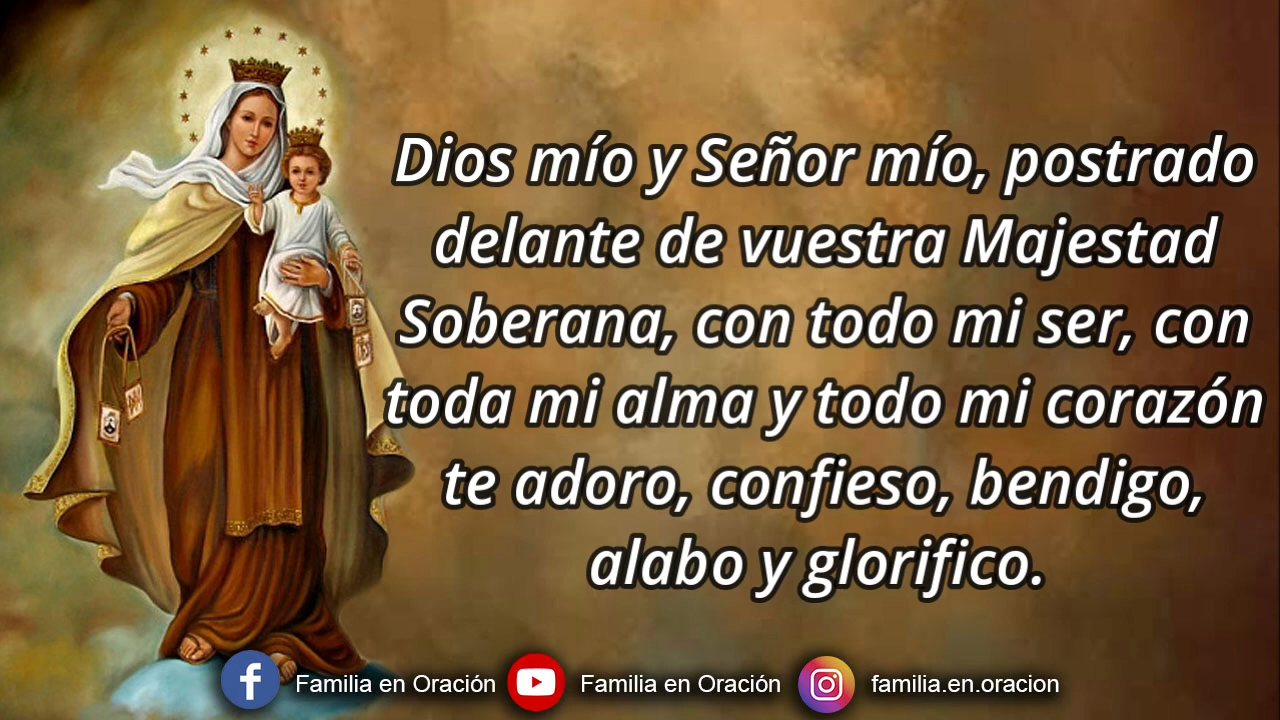 Dios mío y Señor mío, postrado
delante de vuestra Majestad
Soberana, con todo mi ser, con
toda mi alma y todo mi corazón
te adoro, confieso, bendigo,
alabo y glorifico.
Familia en Oración
Familia en Oración
familia.en.oracion